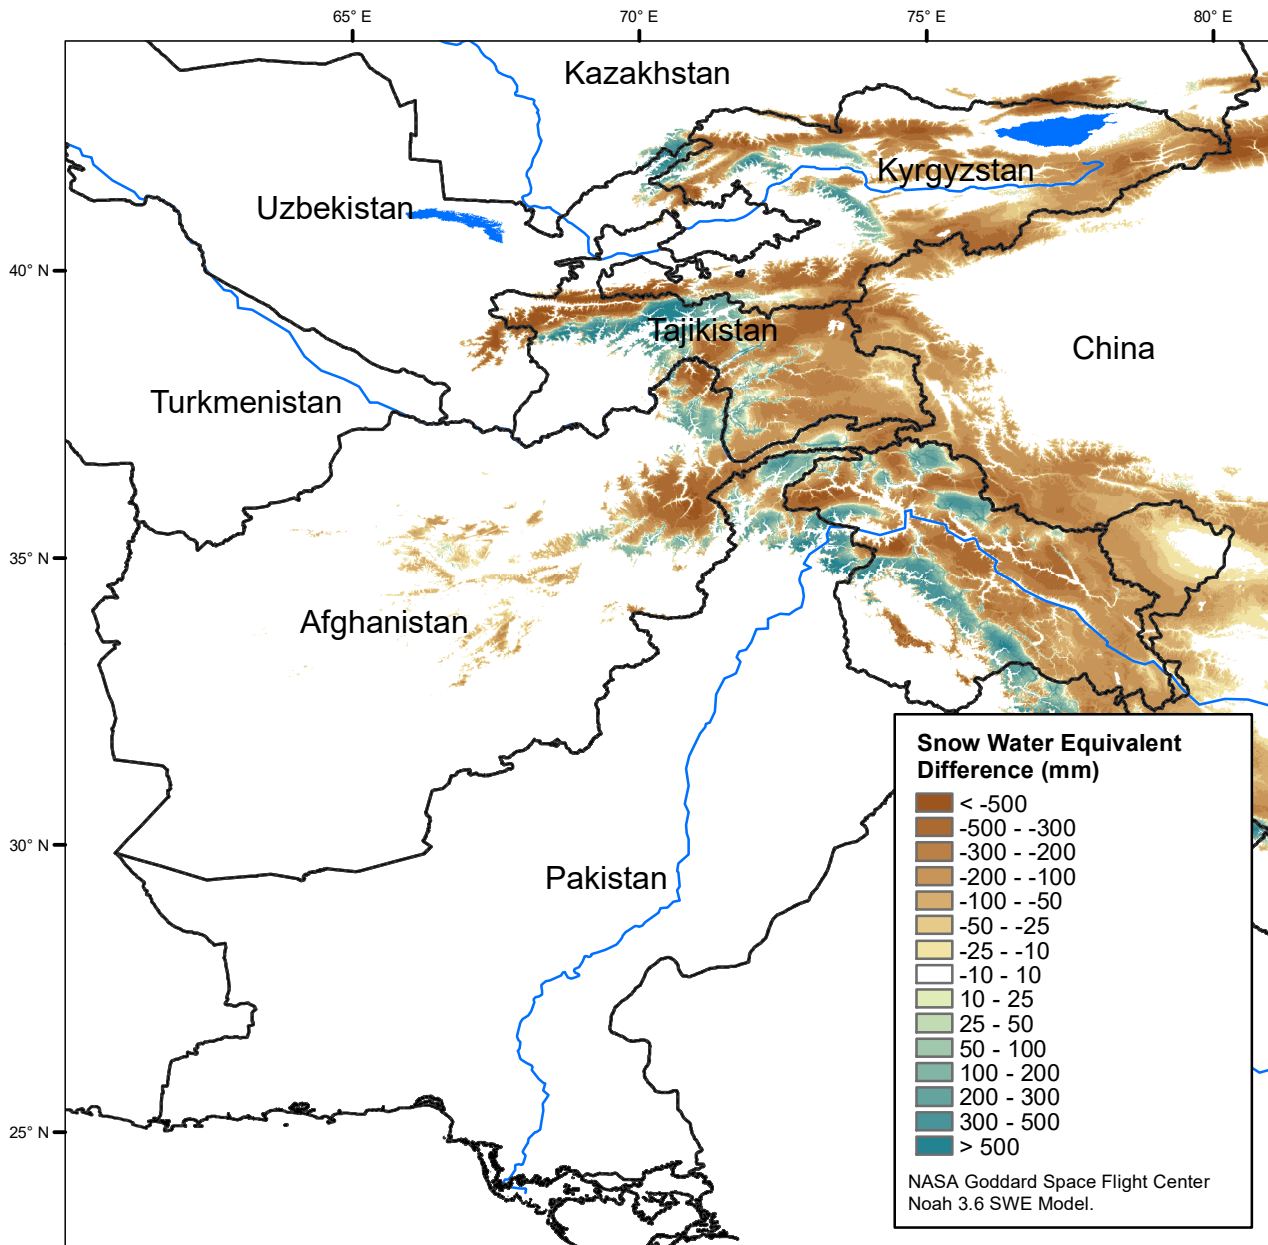 65° E
70° E
75° E
80° E
Kazakhstan
Kyrgyzstan
Uzbekistan
40° N
Tajikistan
China
Turkmenistan
35° N
Afghanistan
Snow Water Equivalent
Difference (mm)
< -500
-500 - -300
-300 - -200
-200 - -100
-100 - -50
-50 - -25
-25 - -10
-10 - 10
10 - 25
25 - 50
50 - 100
100 - 200
200 - 300
300 - 500
> 500
30° N
Pakistan
25° N
NASA Goddard Space Flight Center
Noah 3.6 SWE Model.